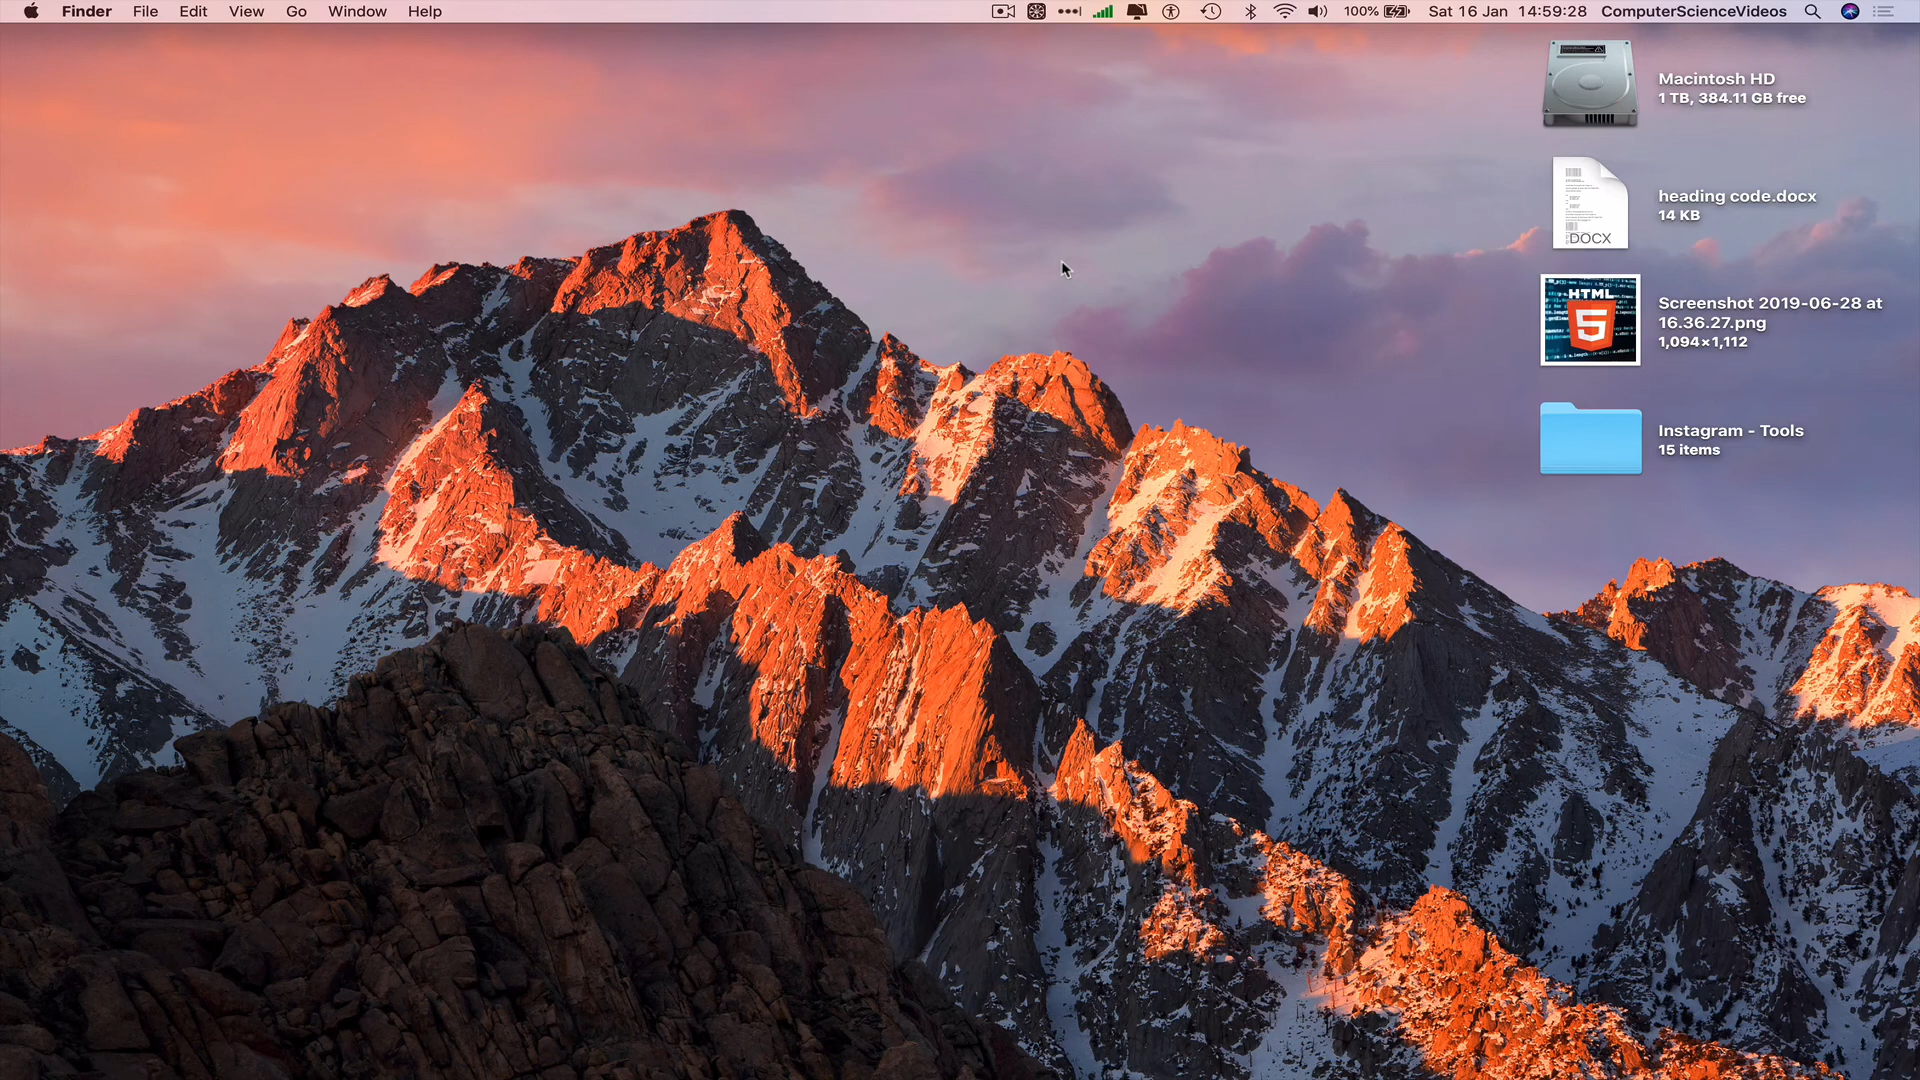 Finder File Edit View Go Window Help 100% Sat 16 Jan 14:59:28 ComputerScienceVideos
Macintosh HD
1 TB, 384.11 GB free
DOCX
heading code.docx
14 KB
HTML
5
Screenshot 2019-06-28 at
16.36.27.png
1,094×1,112
Instagram - Tools
15 items